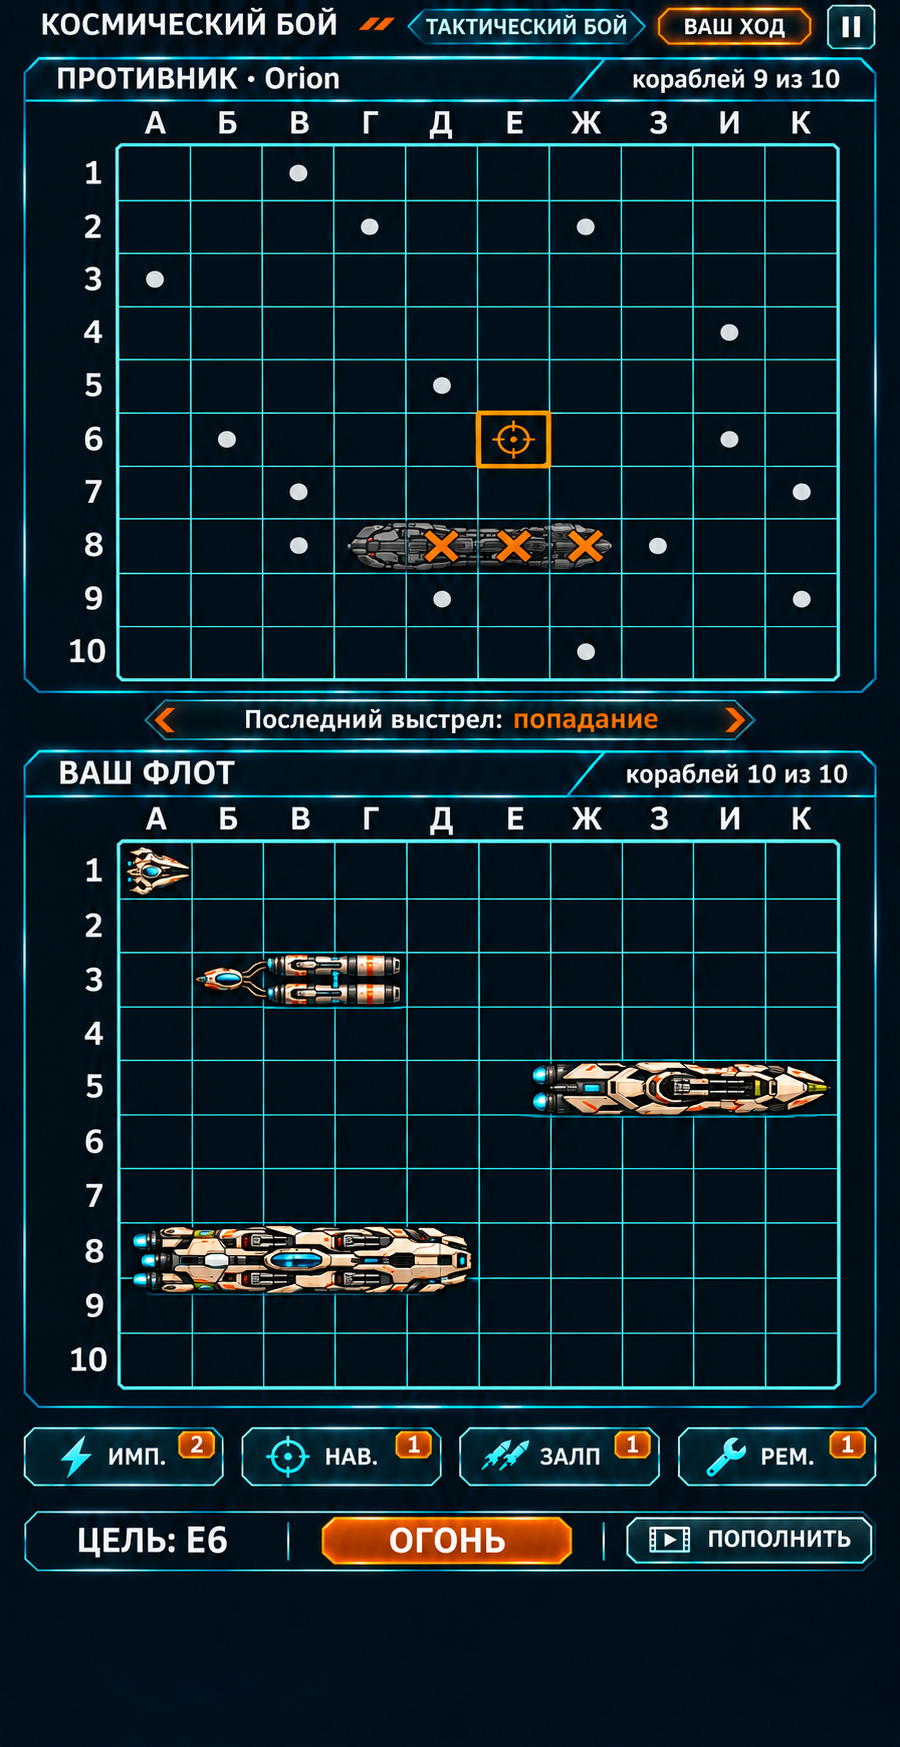 КОСМИЧЕСКИЙ БОЙ ТАКТИЧЕСКИЙ БОЙ ВАШ ХОД
ПРОТИВНИК · Orion кораблей 9 из 10
А Б В Г Д Е Ж З И К
1
2
3
4
5
6
7
8
9
10
Последний выстрел: попадание
ВАШ ФЛОТ кораблей 10 из 10
А Б В Г Д Е Ж З И К
1
2
3
4
5
6
7
8
9
10
ИМП. 2 НАВ. 1 ЗАЛП 1 РЕМ. 1
ЦЕЛЬ: Е6 ОГОНЬ ПОПОЛНИТЬ